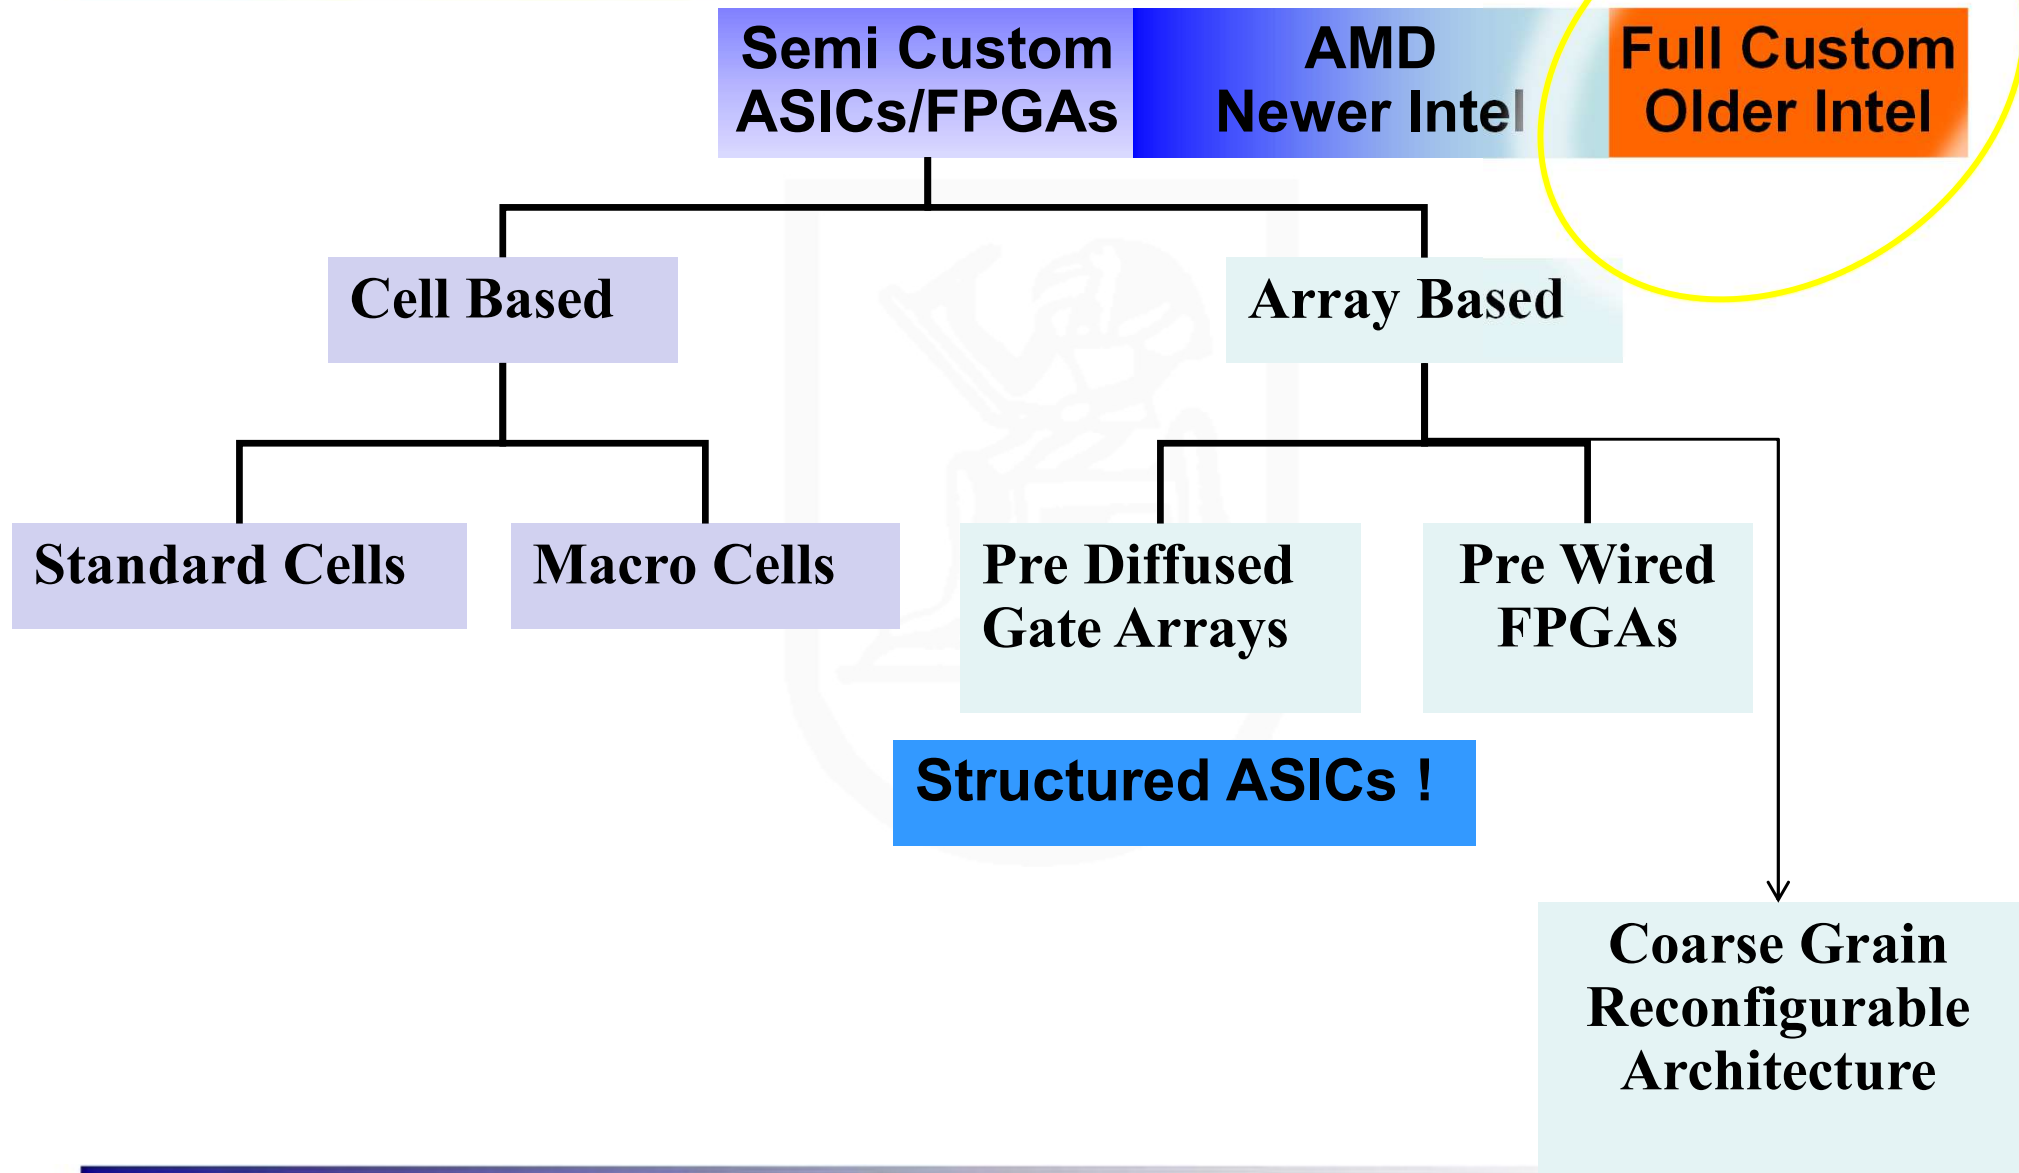 Semi Custom
ASICs/FPGAs
AMD
Newer Intel
Full Custom
Older Intel
Cell Based
Array Based
Standard Cells
Macro Cells
Pre Diffused
Gate Arrays
Pre Wired
FPGAs
Structured ASICs !
Coarse Grain
Reconfigurable
Architecture